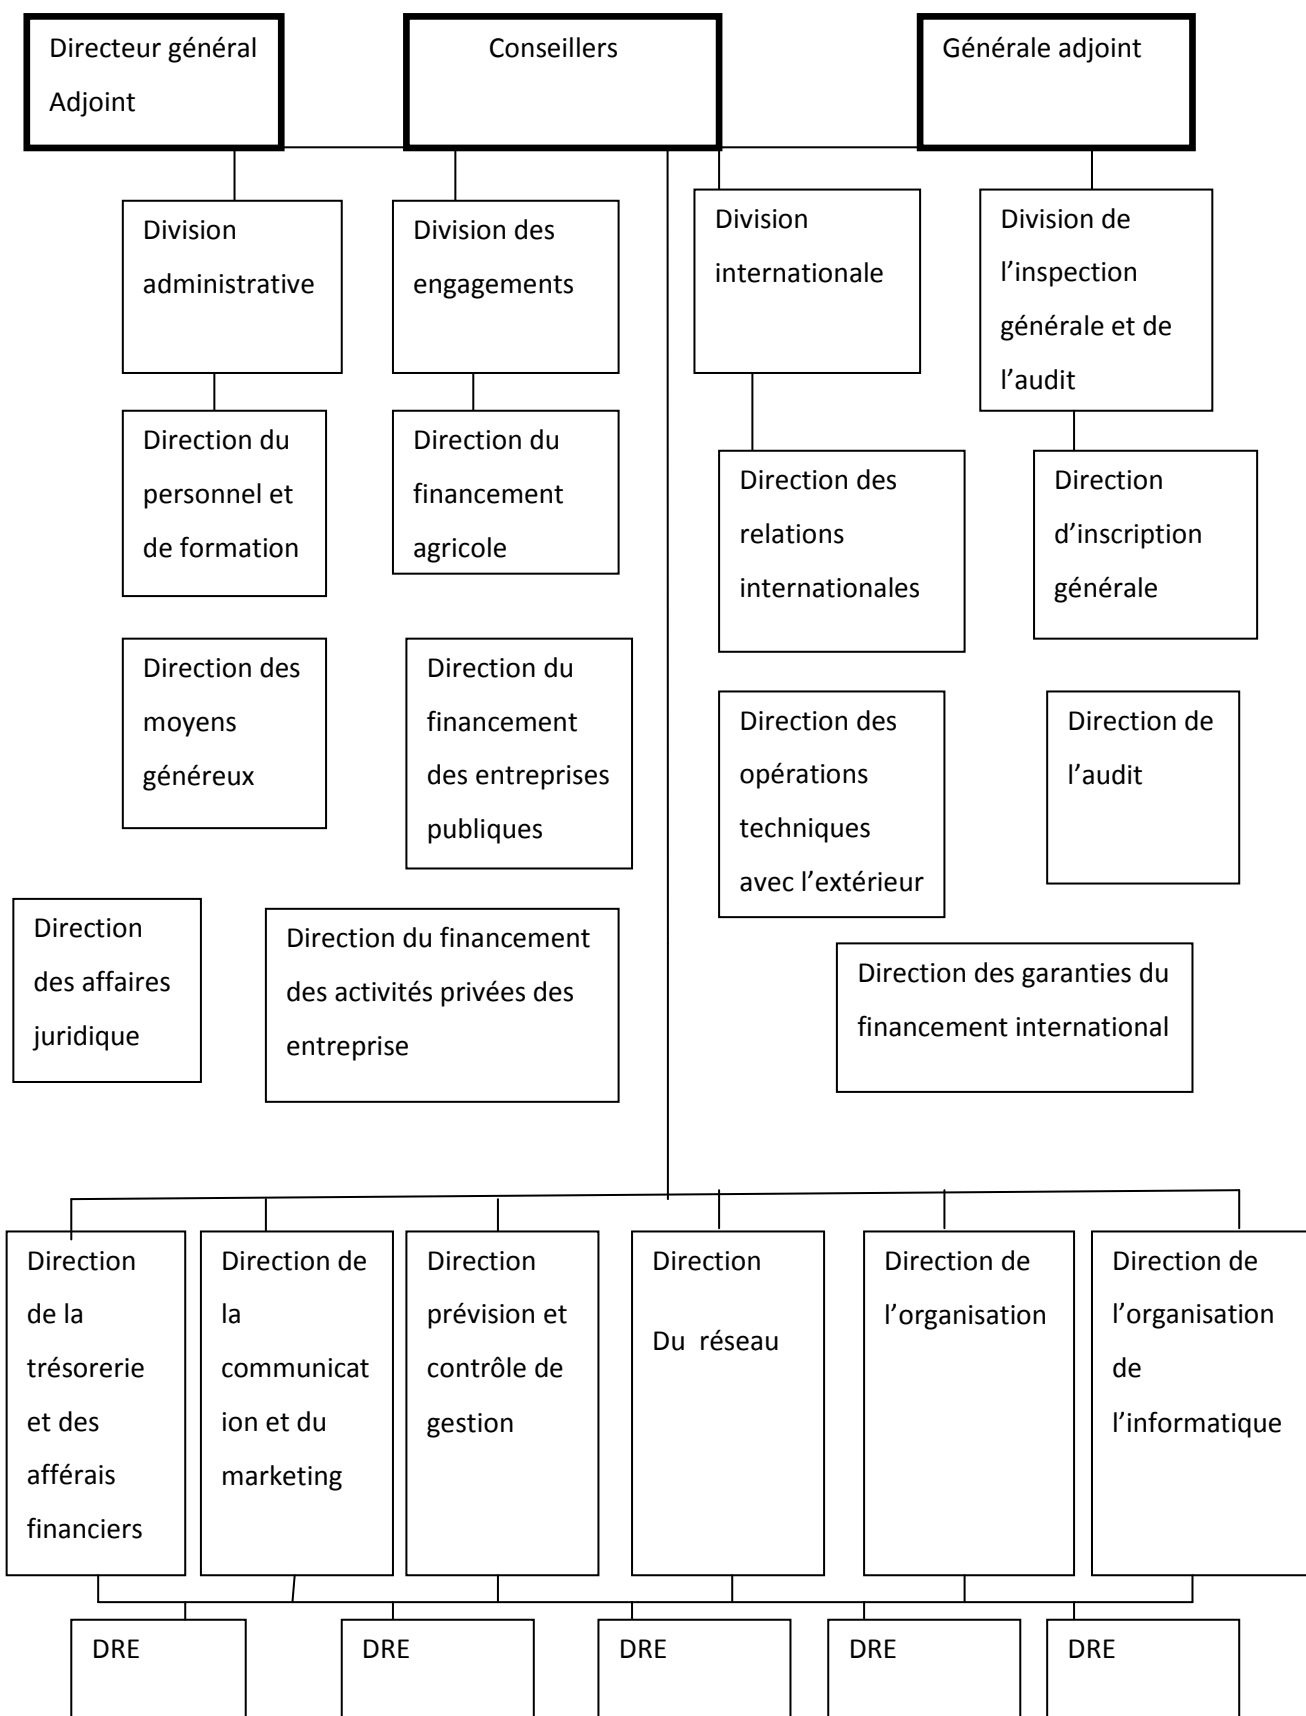 Directeur général
Adjoint
Conseillers
Générale adjoint
Division
administrative
Division des
engagements
Division
internationale
Division de
l’inspection
générale et de
l’audit
Direction du
personnel et
de formation
Direction du
financement
agricole
Direction des
relations
internationales
Direction
d’inscription
générale
Direction des
moyens
généreux
Direction du
financement
des entreprises
publiques
Direction des
opérations
techniques
avec l’extérieur
Direction de
l’audit
Direction
des affaires
juridique
Direction du financement
des activités privées des
entreprise
Direction des garanties du
financement international
Direction
de la
trésorerie
et des
afférais
financiers
Direction de
la
communicat
ion et du
marketing
Direction
prévision et
contrôle de
gestion
Direction
Du réseau
Direction de
l’organisation
Direction de
l’organisation
de
l’informatique
DRE
DRE
DRE
DRE
DRE